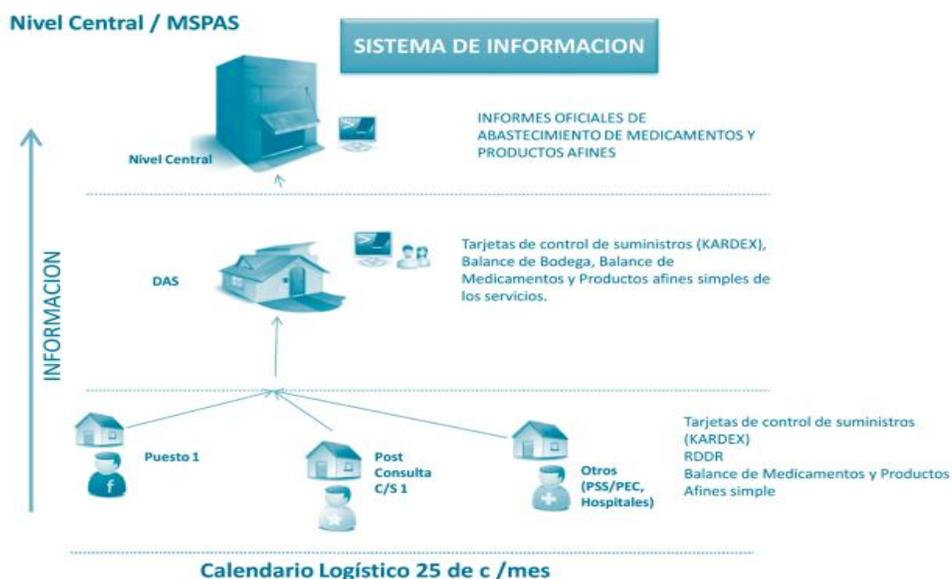 Nivel Central / MSPAS
SISTEMA DE INFORMACION
INFORMES OFICIALES DE
ABASTECIMIENTO DE MEDICAMENTOS Y
PRODUCTOS AFINES
Nivel Central
INFORMACION
Tarjetas de control de suministros (KARDEX),
Balance de Bodega, Balance de
Medicamentos y Productos afines simples de
los servicios.
DAS
Puesto 1
f
Post
Consulta
C/S 1
Otros
(PSS/PEC,
Hospitales)
Tarjetas de control de suministros
(KARDEX)
RDDR
Balance de Medicamentos y Productos
Afines simple
Calendario Logístico 25 de c /mes